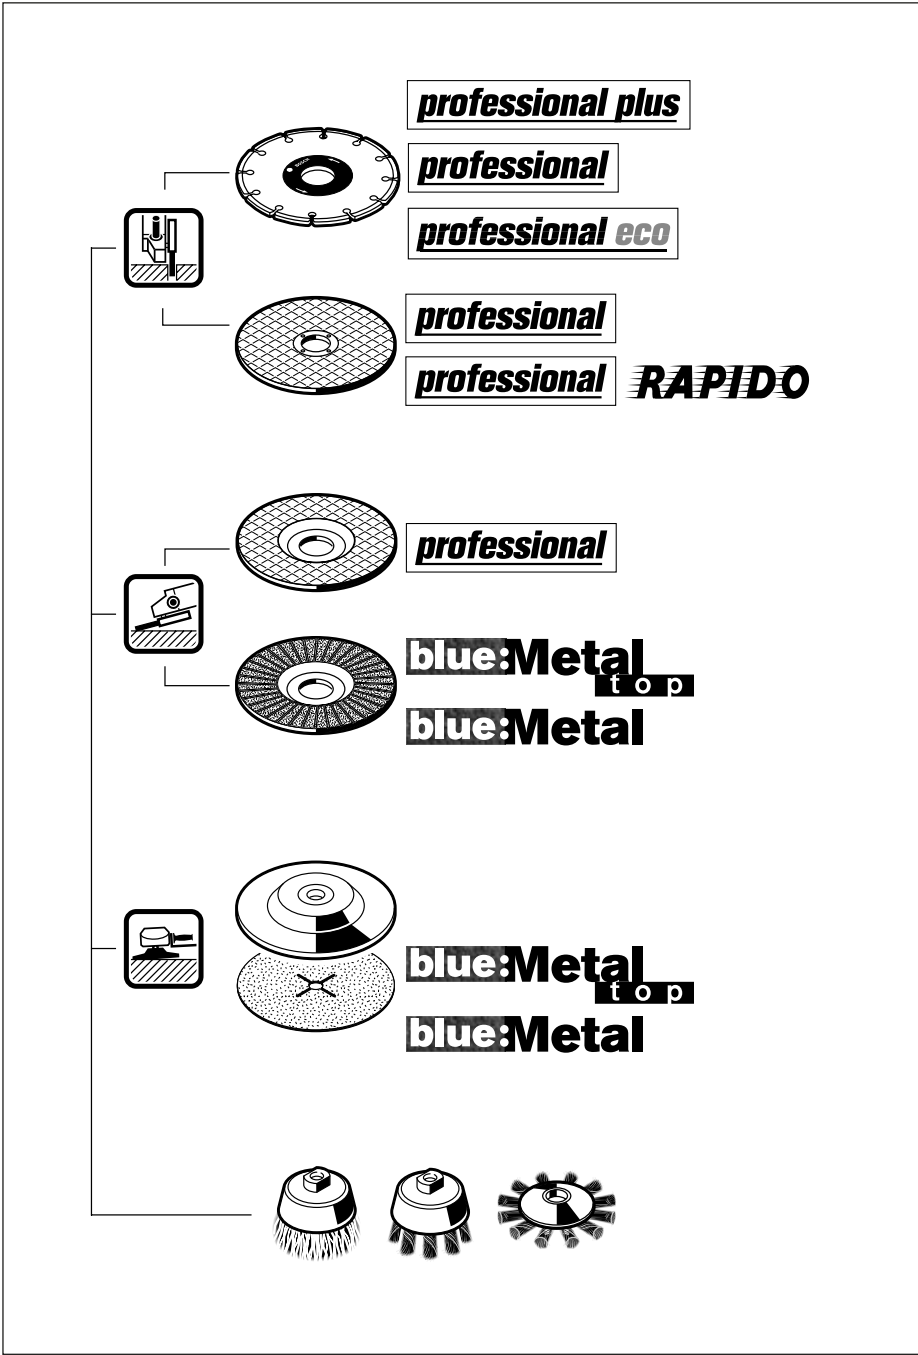 professional plus
BOSCH
professional
professional eco
professional
professional RAPIDO
professional
blue:Metal
top
blue:Metal
blue:Metal
top
blue:Metal